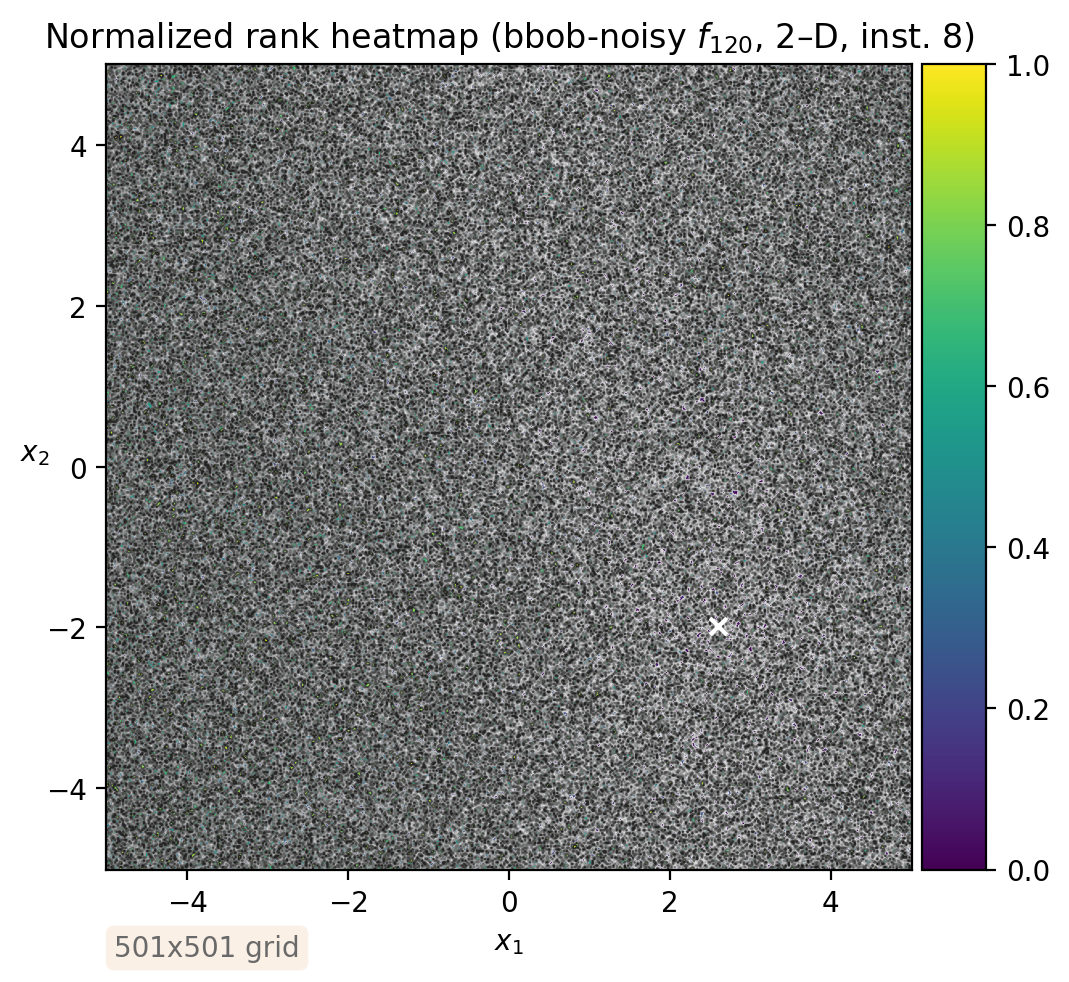 Normalized rank heatmap (bbob-noisy f₁₂₀, 2–D, inst. 8)
1.0
4
0.8
2
0.6
x₂
0
0.4
−2
0.2
−4
0.0
−4 −2 0 2 4
501x501 grid
x₁